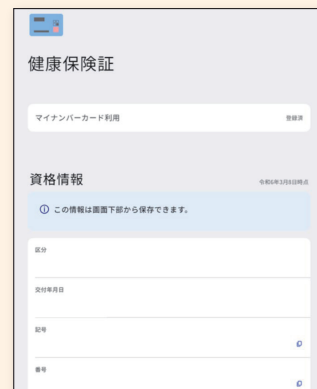 健康保険証
マイナンバーカード利用
登録済
資格情報
令和6年3月8日時点
この情報は画面下部から保存できます。
区分
交付年月日
記号
番号